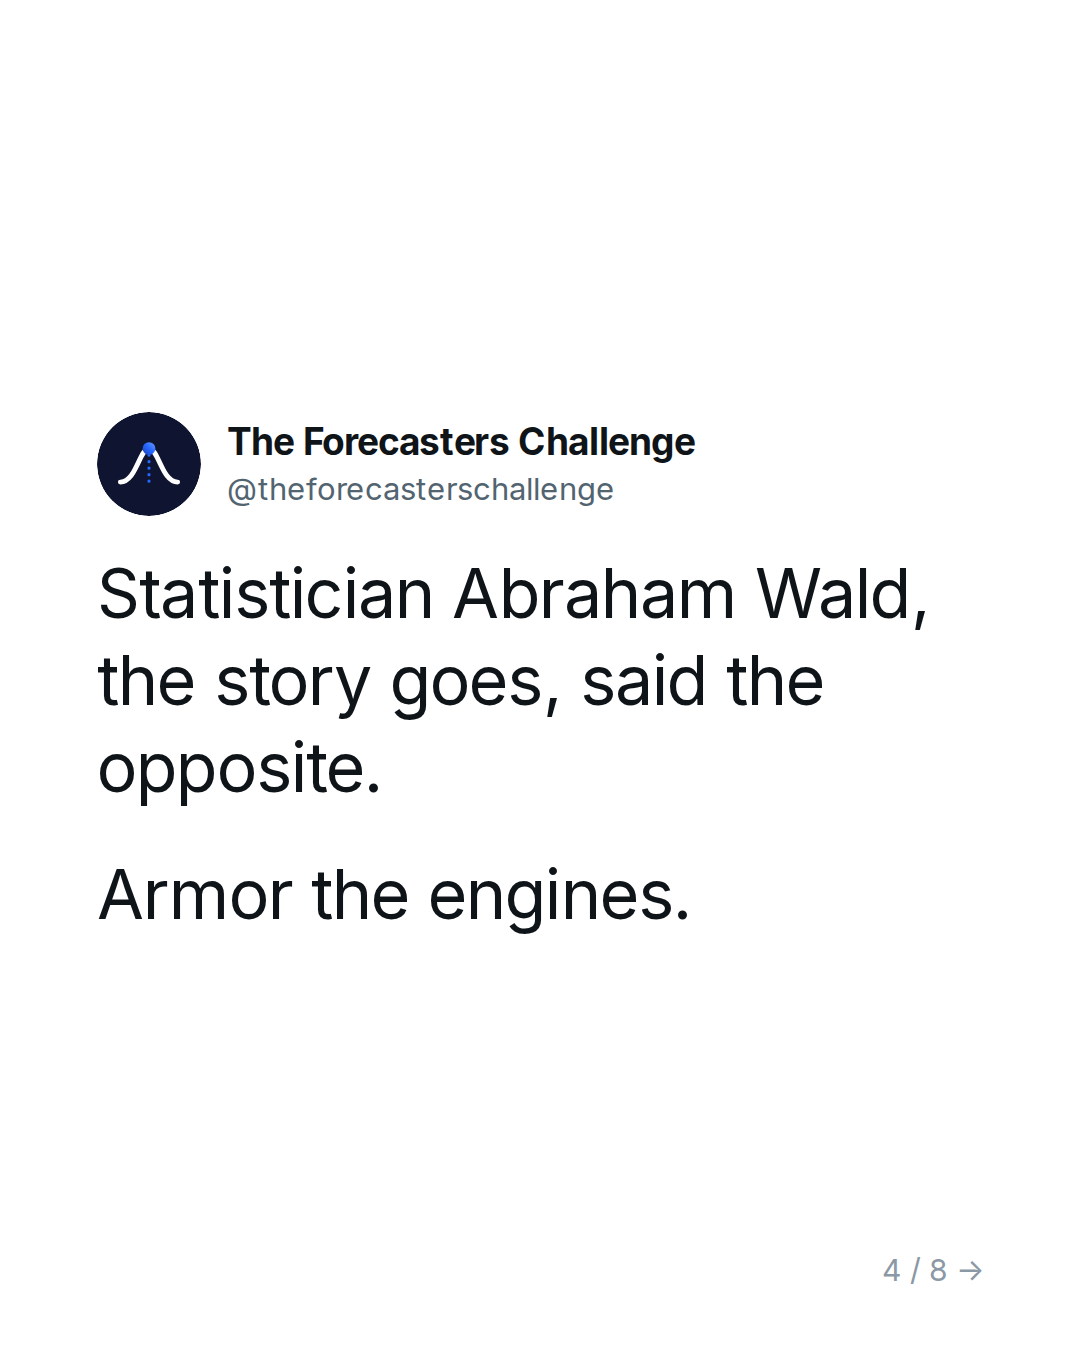 The Forecasters Challenge
@theforecasterschallenge
Statistician Abraham Wald,
the story goes, said the
opposite.
Armor the engines.
4 / 8 →